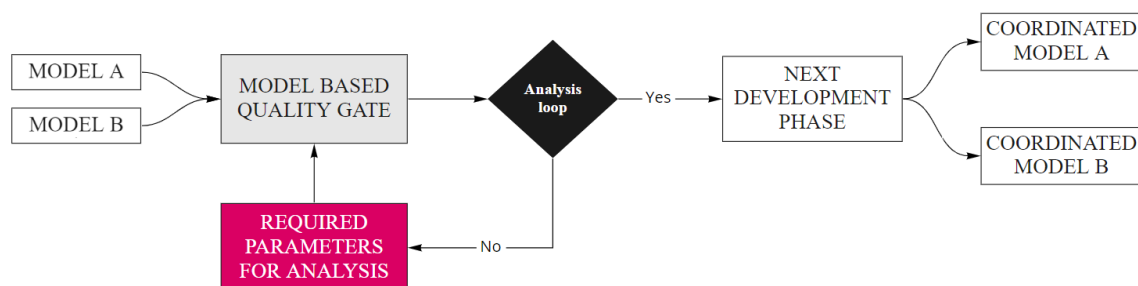 MODEL A
MODEL B
MODEL BASED
QUALITY GATE
Analysis
loop
Yes
NEXT
DEVELOPMENT
PHASE
COORDINATED
MODEL A
COORDINATED
MODEL B
No
REQUIRED
PARAMETERS
FOR ANALYSIS